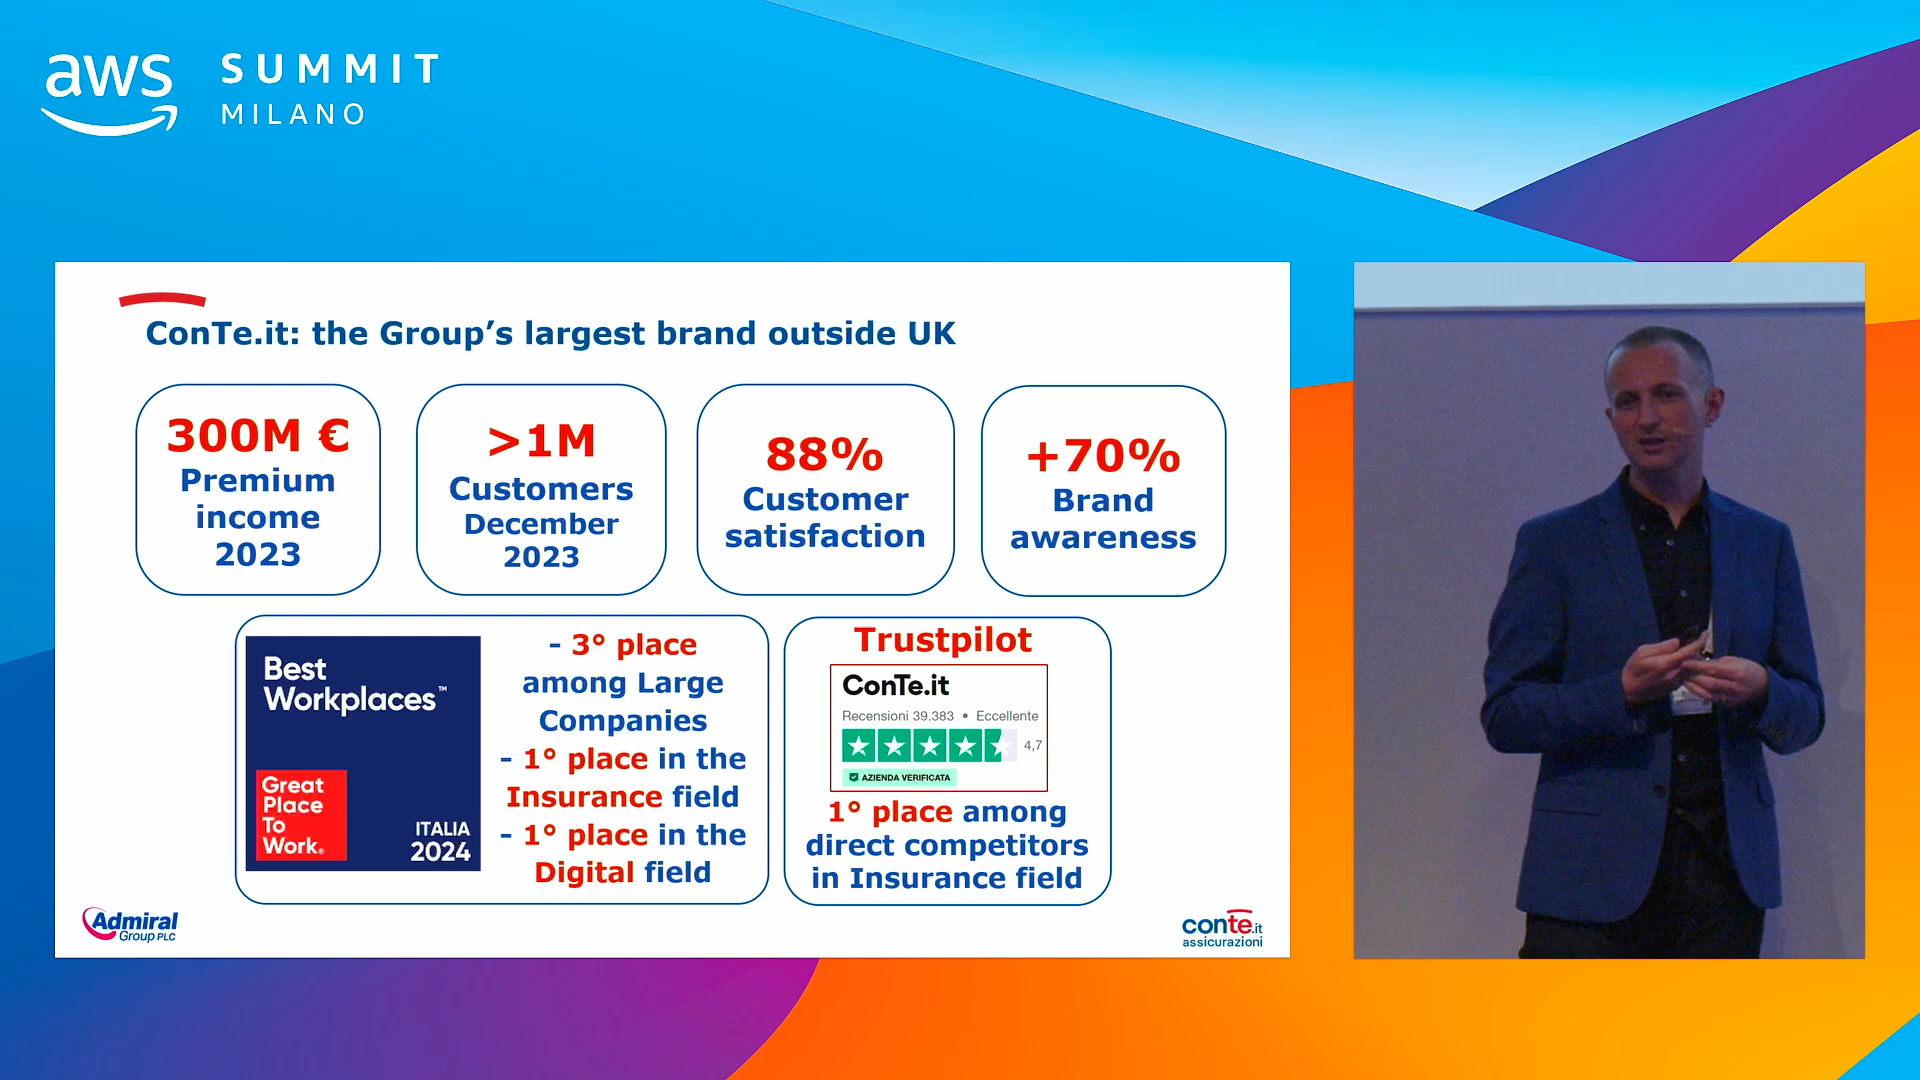 aws SUMMIT
MILANO
ConTe.it: the Group’s largest brand outside UK
300M €
Premium
income
2023
>1M
Customers
December
2023
88%
Customer
satisfaction
+70%
Brand
awareness
Best
Workplaces™
Great
Place
To
Work®
ITALIA
2024
- 3° place
among Large
Companies
- 1° place in the
Insurance field
- 1° place in the
Digital field
Trustpilot
ConTe.it
Recensioni 39.383 • Eccellente
4,7
AZIENDA VERIFICATA
1° place among
direct competitors
in Insurance field
Admiral
Group PLC
conte.it
assicurazioni